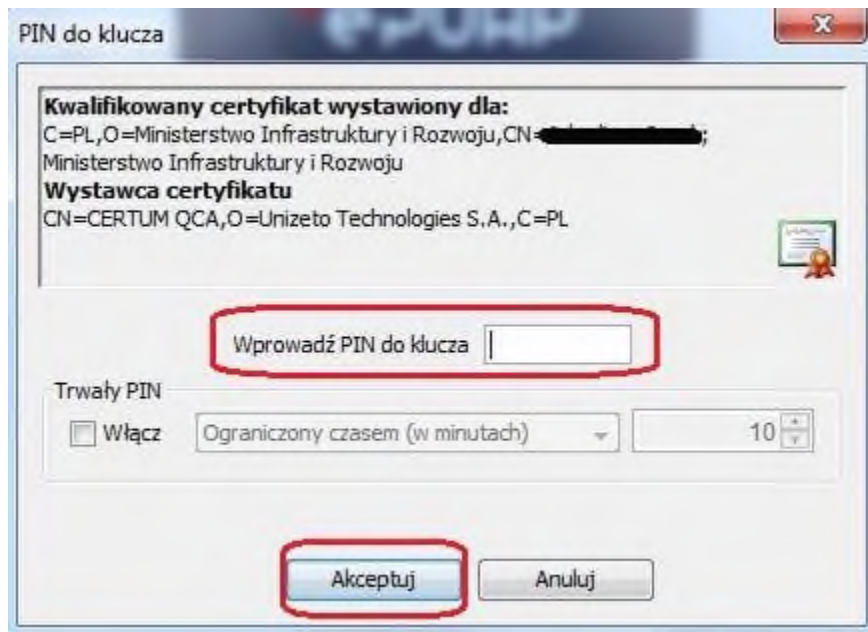 ePUAP
PIN do klucza
Kwalifikowany certyfikat wystawiony dla:
C=PL,O=Ministerstwo Infrastruktury i Rozwoju,CN= ;
Ministerstwo Infrastruktury i Rozwoju
Wystawca certyfikatu
CN=CERTUM QCA,O=Unizeto Technologies S.A.,C=PL
Wprowadź PIN do klucza
Trwały PIN
Włącz Ograniczony czasem (w minutach) 10
Akceptuj Anuluj